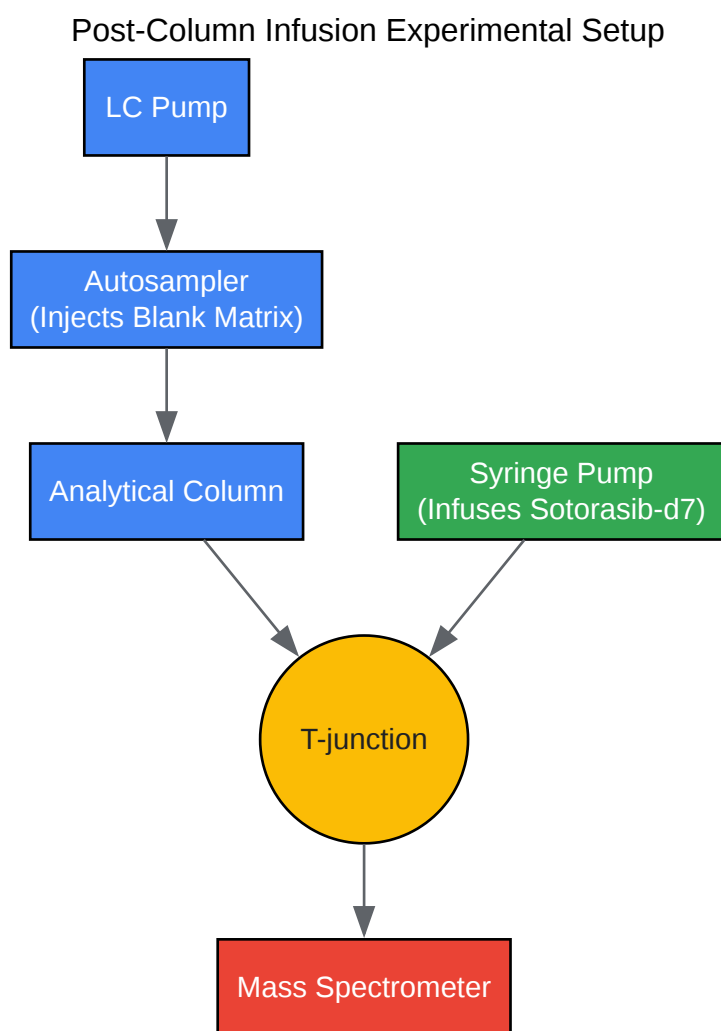 Post-Column Infusion Experimental Setup
LC Pump
Autosampler
(Injects Blank Matrix)
Analytical Column
Syringe Pump
(Infuses Sotorasib-d7)
T-junction
Mass Spectrometer